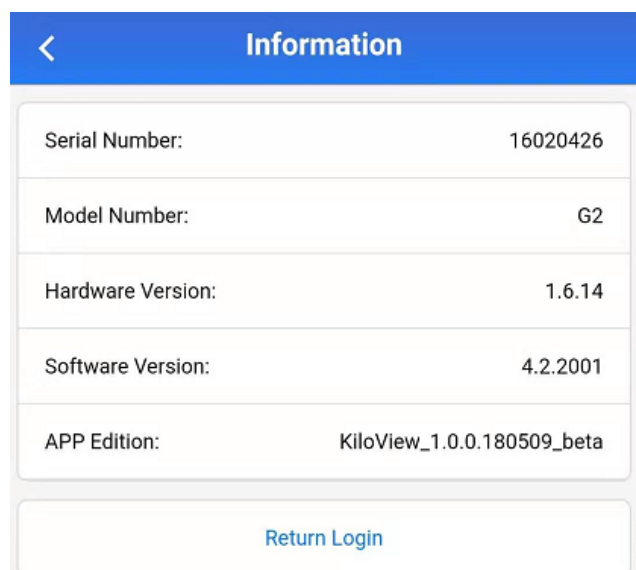 Information
Serial Number: 16020426
Model Number: G2
Hardware Version: 1.6.14
Software Version: 4.2.2001
APP Edition: KiloView_1.0.0.180509_beta
Return Login